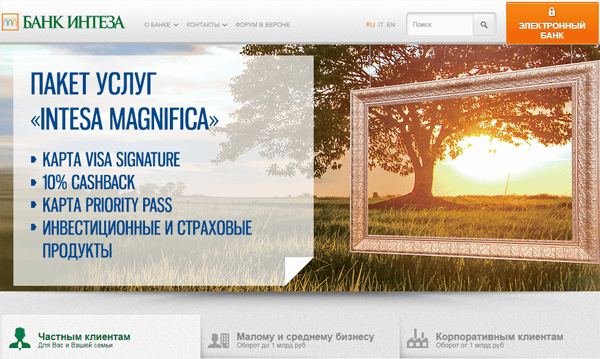 БАНК ИНТЕЗА
О БАНКЕ
КОНТАКТЫ
ФОРУМ В ВЕРОНЕ
RU IT EN
Поиск
ЭЛЕКТРОННЫЙ
БАНК
ПАКЕТ УСЛУГ
«INTESA MAGNIFICA»
КАРТА VISA SIGNATURE
10% CASHBACK
КАРТА PRIORITY PASS
ИНВЕСТИЦИОННЫЕ И СТРАХОВЫЕ
ПРОДУКТЫ
Частным клиентам
Для Вас и Вашей семьи
Малому и среднему бизнесу
Оборот до 1 млрд руб
Корпоративным клиентам
Оборот от 1 млрд руб